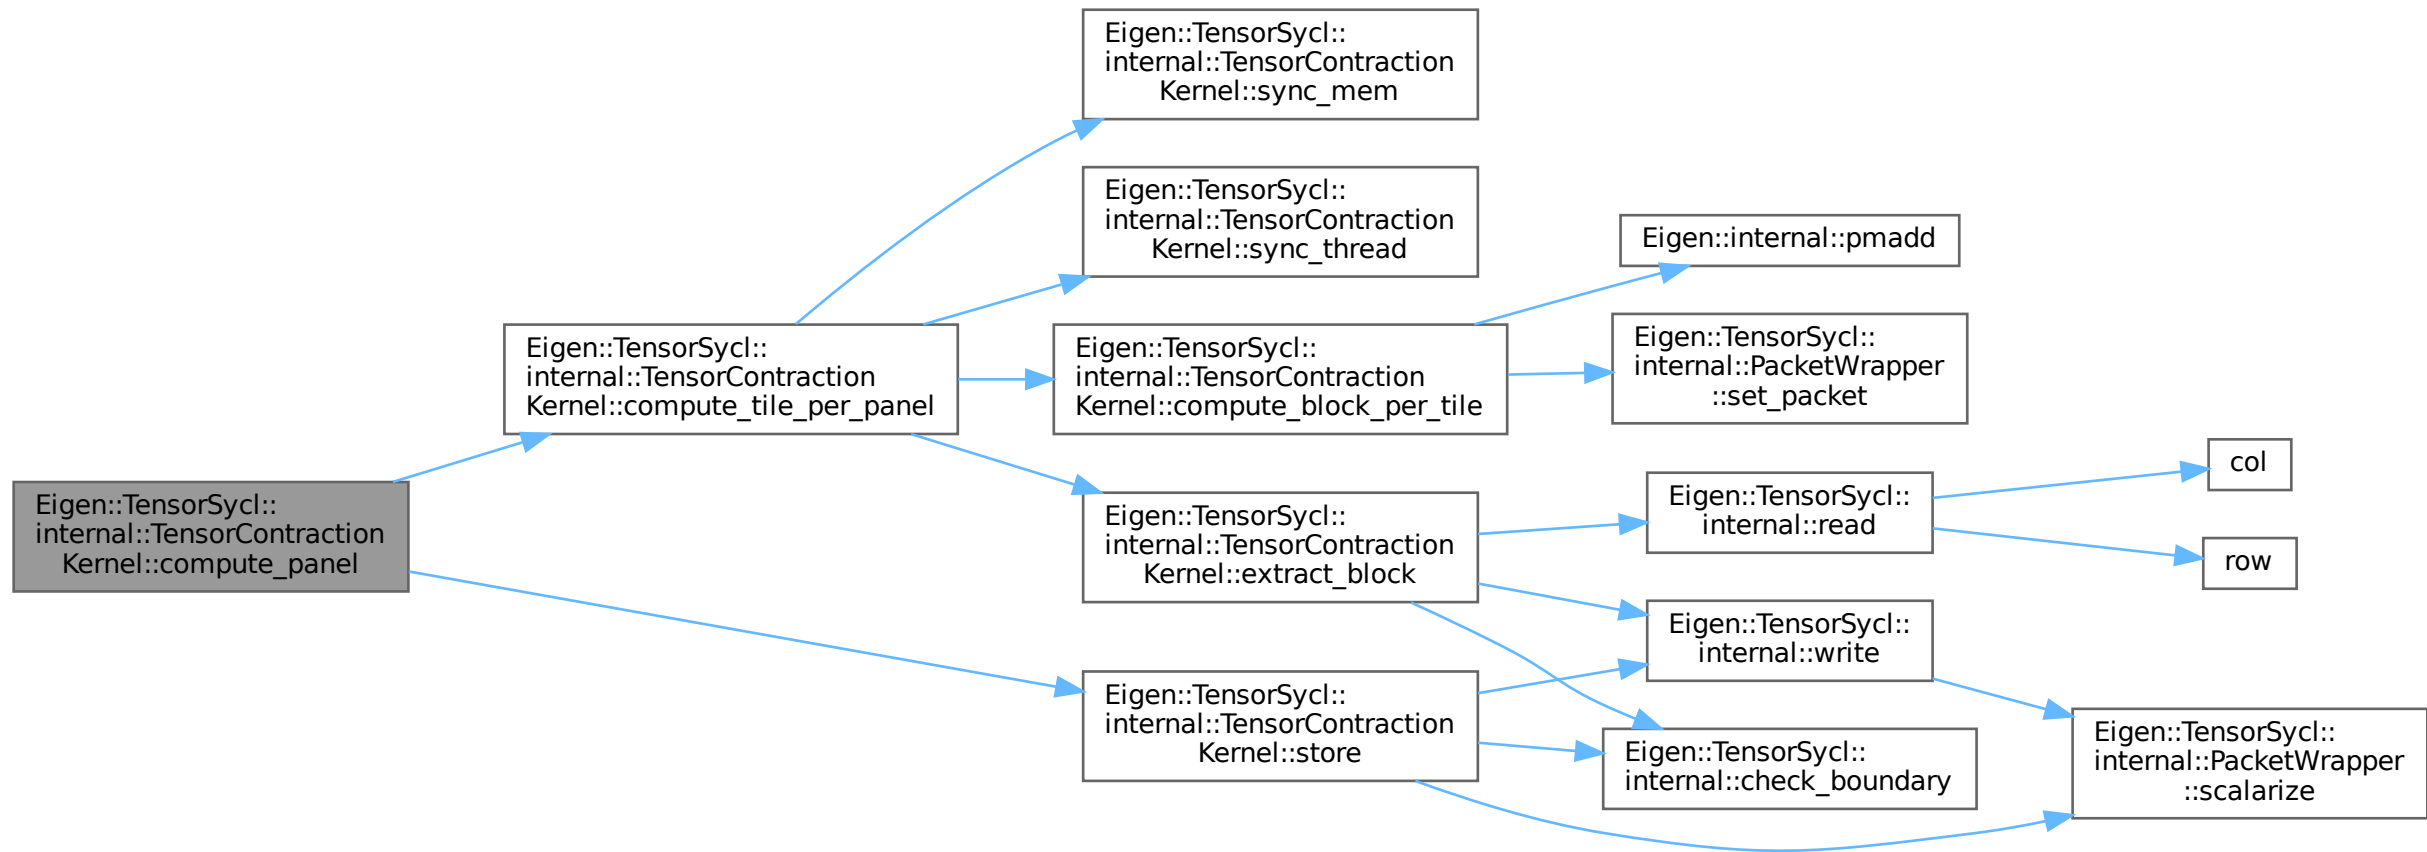 Eigen::TensorSycl::
internal::TensorContraction
Kernel::compute_panel
Eigen::TensorSycl::
internal::TensorContraction
Kernel::compute_tile_per_panel
Eigen::TensorSycl::
internal::TensorContraction
Kernel::sync_mem
Eigen::TensorSycl::
internal::TensorContraction
Kernel::sync_thread
Eigen::TensorSycl::
internal::TensorContraction
Kernel::compute_block_per_tile
Eigen::TensorSycl::
internal::TensorContraction
Kernel::extract_block
Eigen::TensorSycl::
internal::TensorContraction
Kernel::store
Eigen::internal::pmadd
Eigen::TensorSycl::
internal::PacketWrapper
::set_packet
Eigen::TensorSycl::
internal::read
Eigen::TensorSycl::
internal::write
Eigen::TensorSycl::
internal::check_boundary
col
row
Eigen::TensorSycl::
internal::PacketWrapper
::scalarize